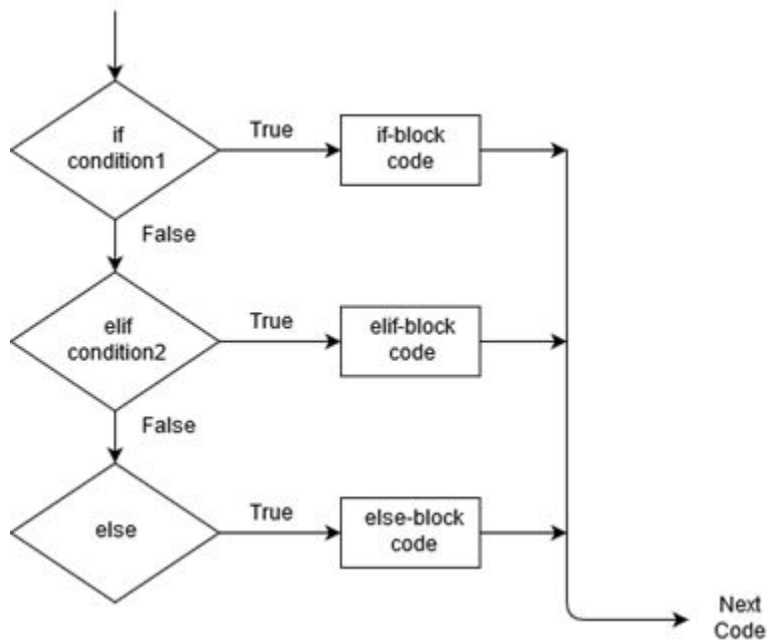 if
condition1
True
if-block
code
False
elif
condition2
True
elif-block
code
False
else
True
else-block
code
Next
Code